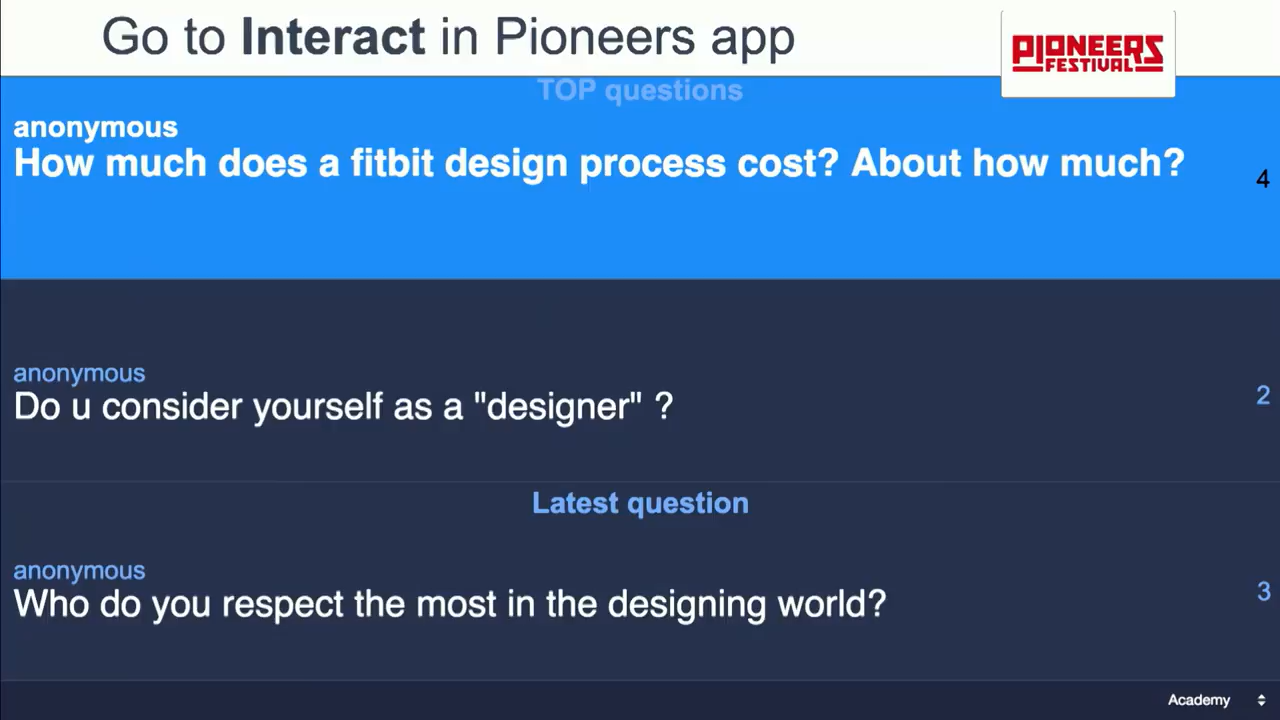 Go to Interact in Pioneers app
PIONEERS
FESTIVAL
TOP questions
anonymous
How much does a fitbit design process cost? About how much?
4
anonymous
Do u consider yourself as a "designer" ?
2
Latest question
anonymous
Who do you respect the most in the designing world?
3
Academy